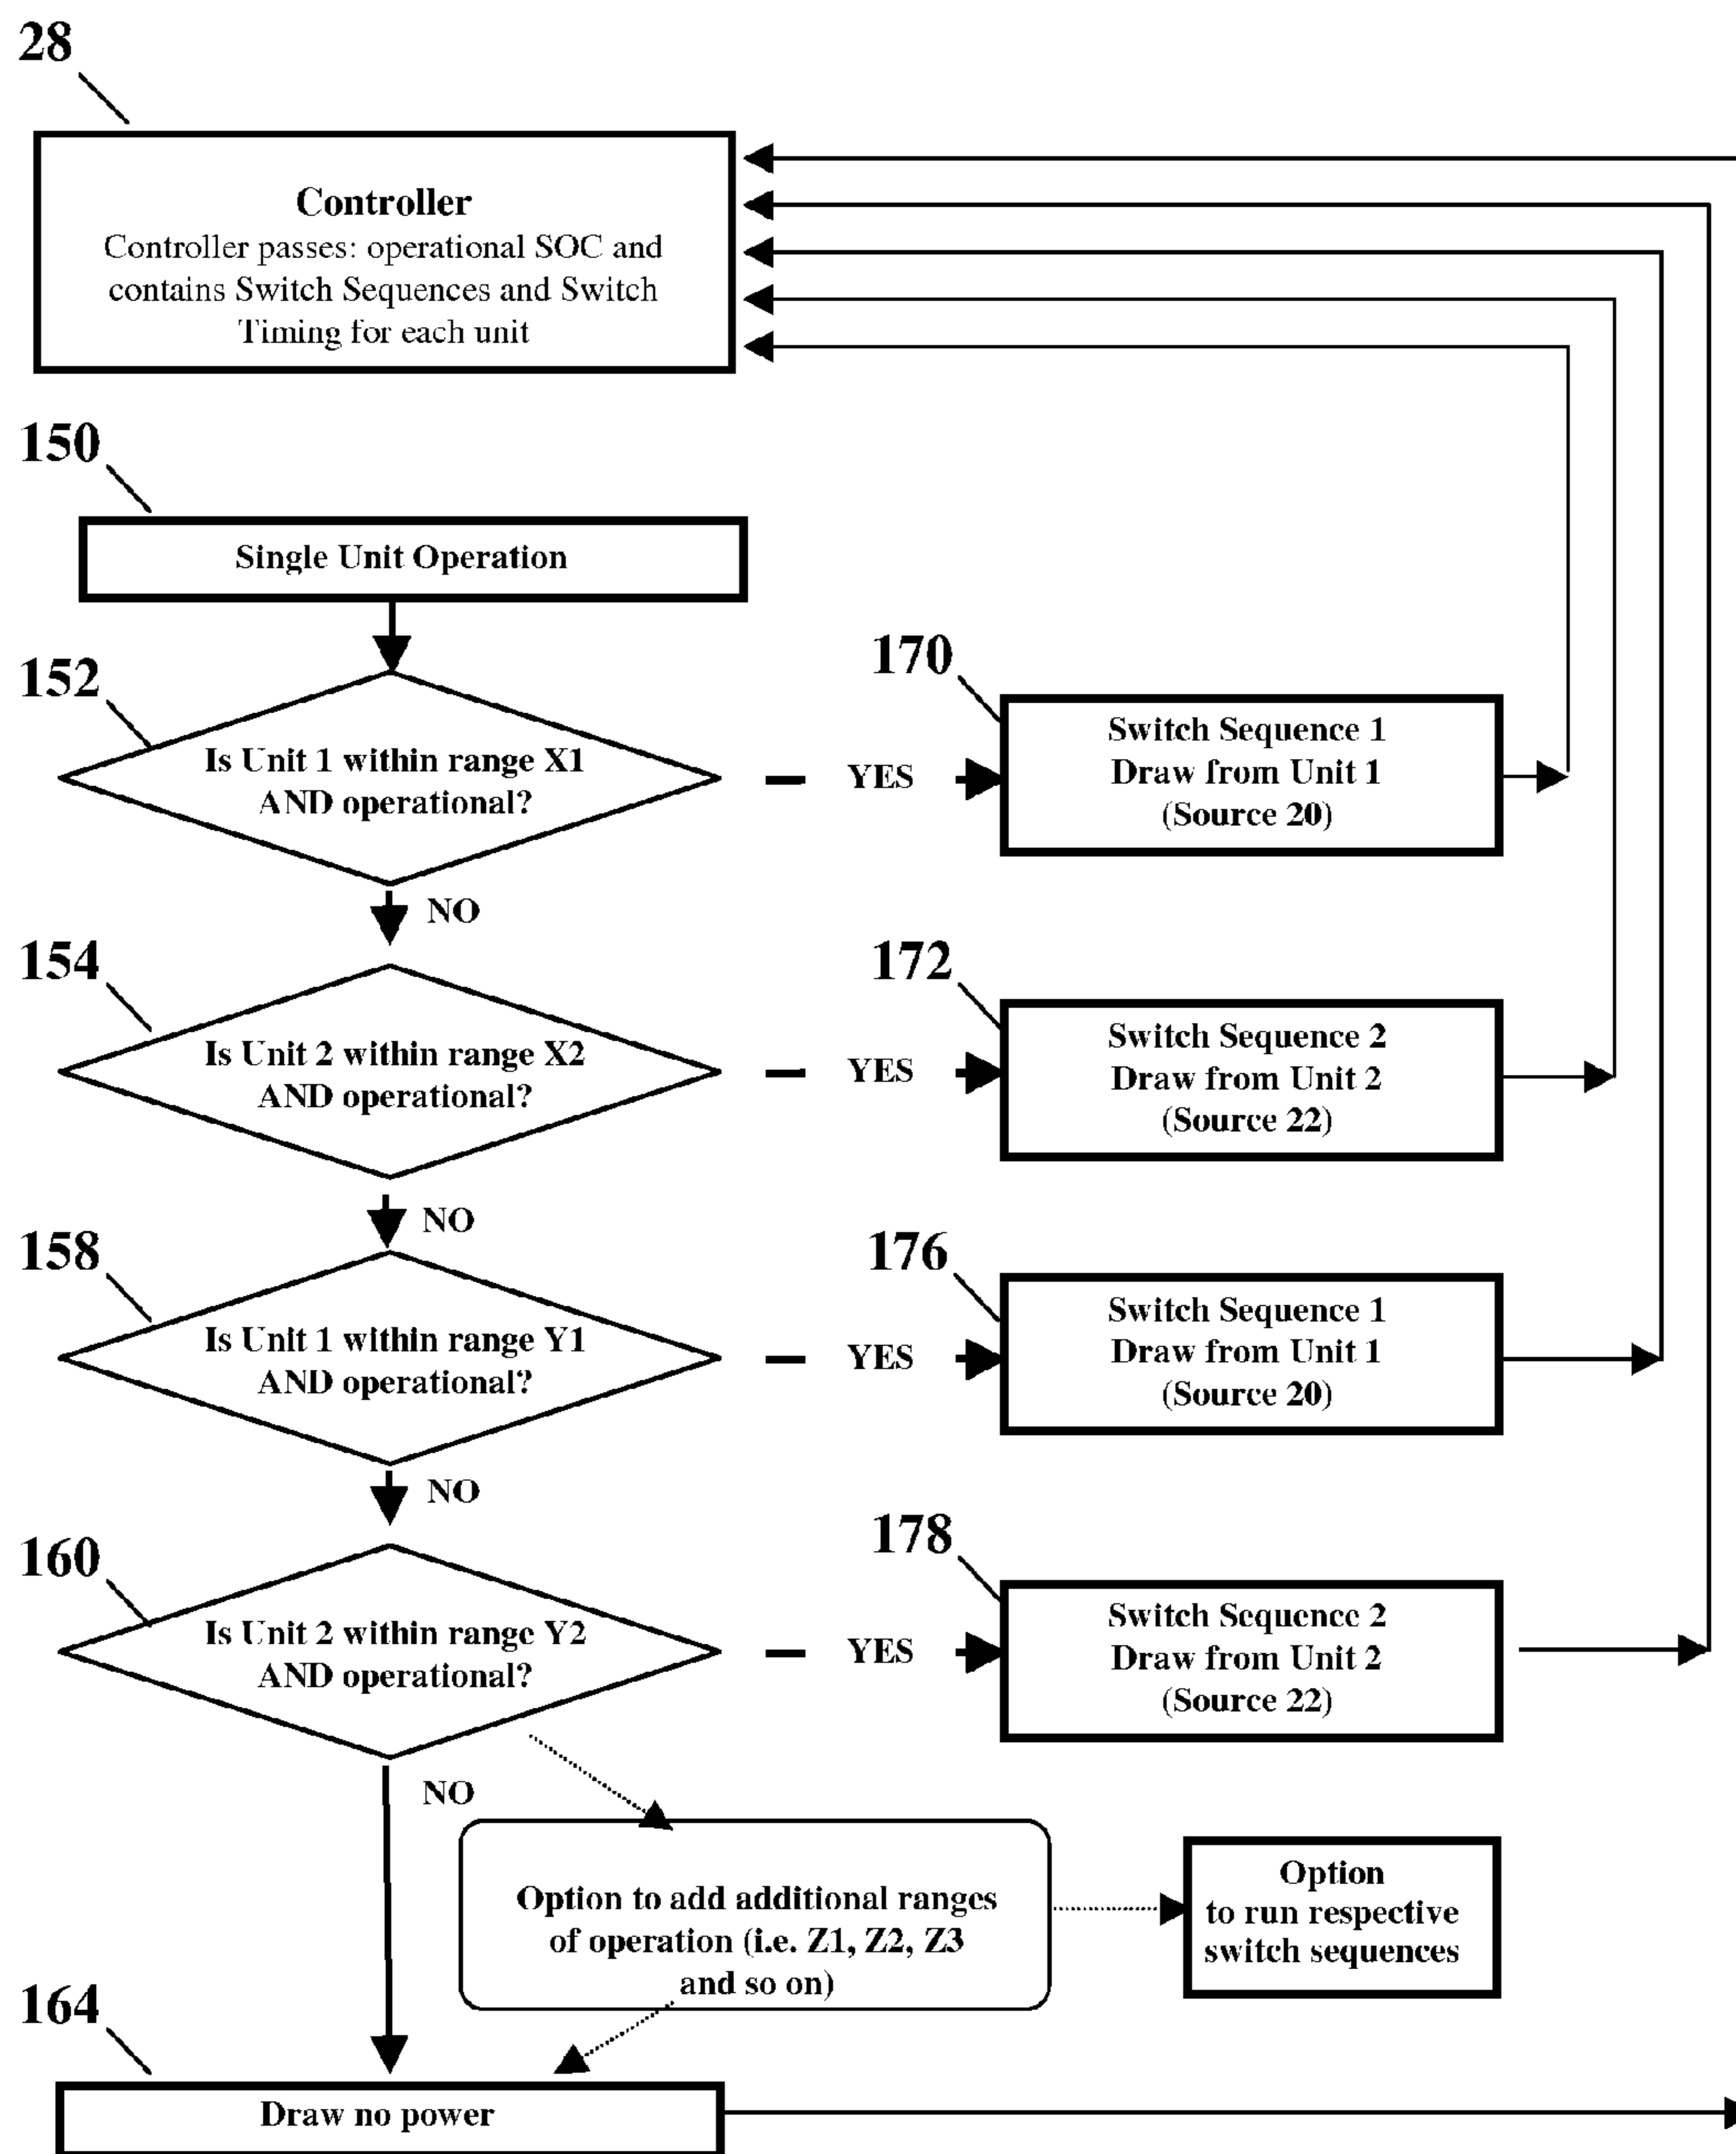 28
Controller
Controller passes: operational SOC and
contains Switch Sequences and Switch
Timing for each unit
150
Single Unit Operation
152
Is Unit 1 within range X1
AND operational?
YES
170
Switch Sequence 1
Draw from Unit 1
(Source 20)
NO
154
Is Unit 2 within range X2
AND operational?
YES
172
Switch Sequence 2
Draw from Unit 2
(Source 22)
NO
158
Is Unit 1 within range Y1
AND operational?
YES
176
Switch Sequence 1
Draw from Unit 1
(Source 20)
NO
160
Is Unit 2 within range Y2
AND operational?
YES
178
Switch Sequence 2
Draw from Unit 2
(Source 22)
NO
Option to add additional ranges
of operation (i.e. Z1, Z2, Z3
and so on)
Option
to run respective
switch sequences
164
Draw no power